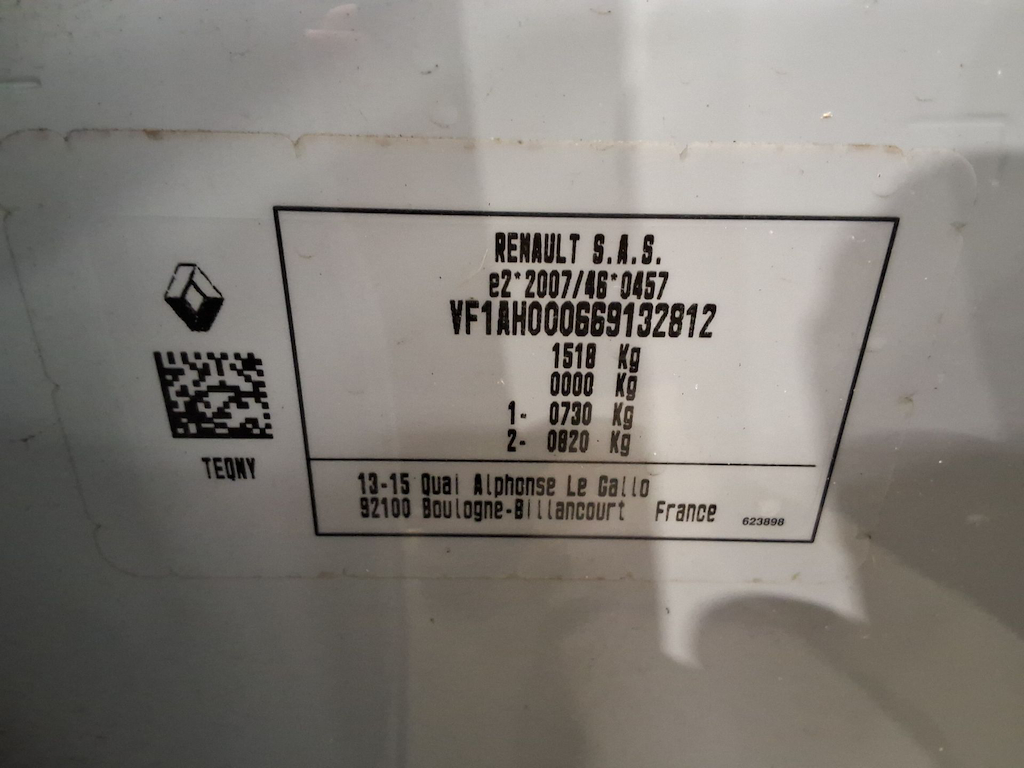 RENAULT S.A.S.
e2*2007/46*0457
VF1AH000669132812
1518 Kg
0000 Kg
1- 0730 Kg
2- 0820 Kg
TEQNY
13-15 Quai Alphonse Le Gallo
92100 Boulogne-Billancourt France
623898